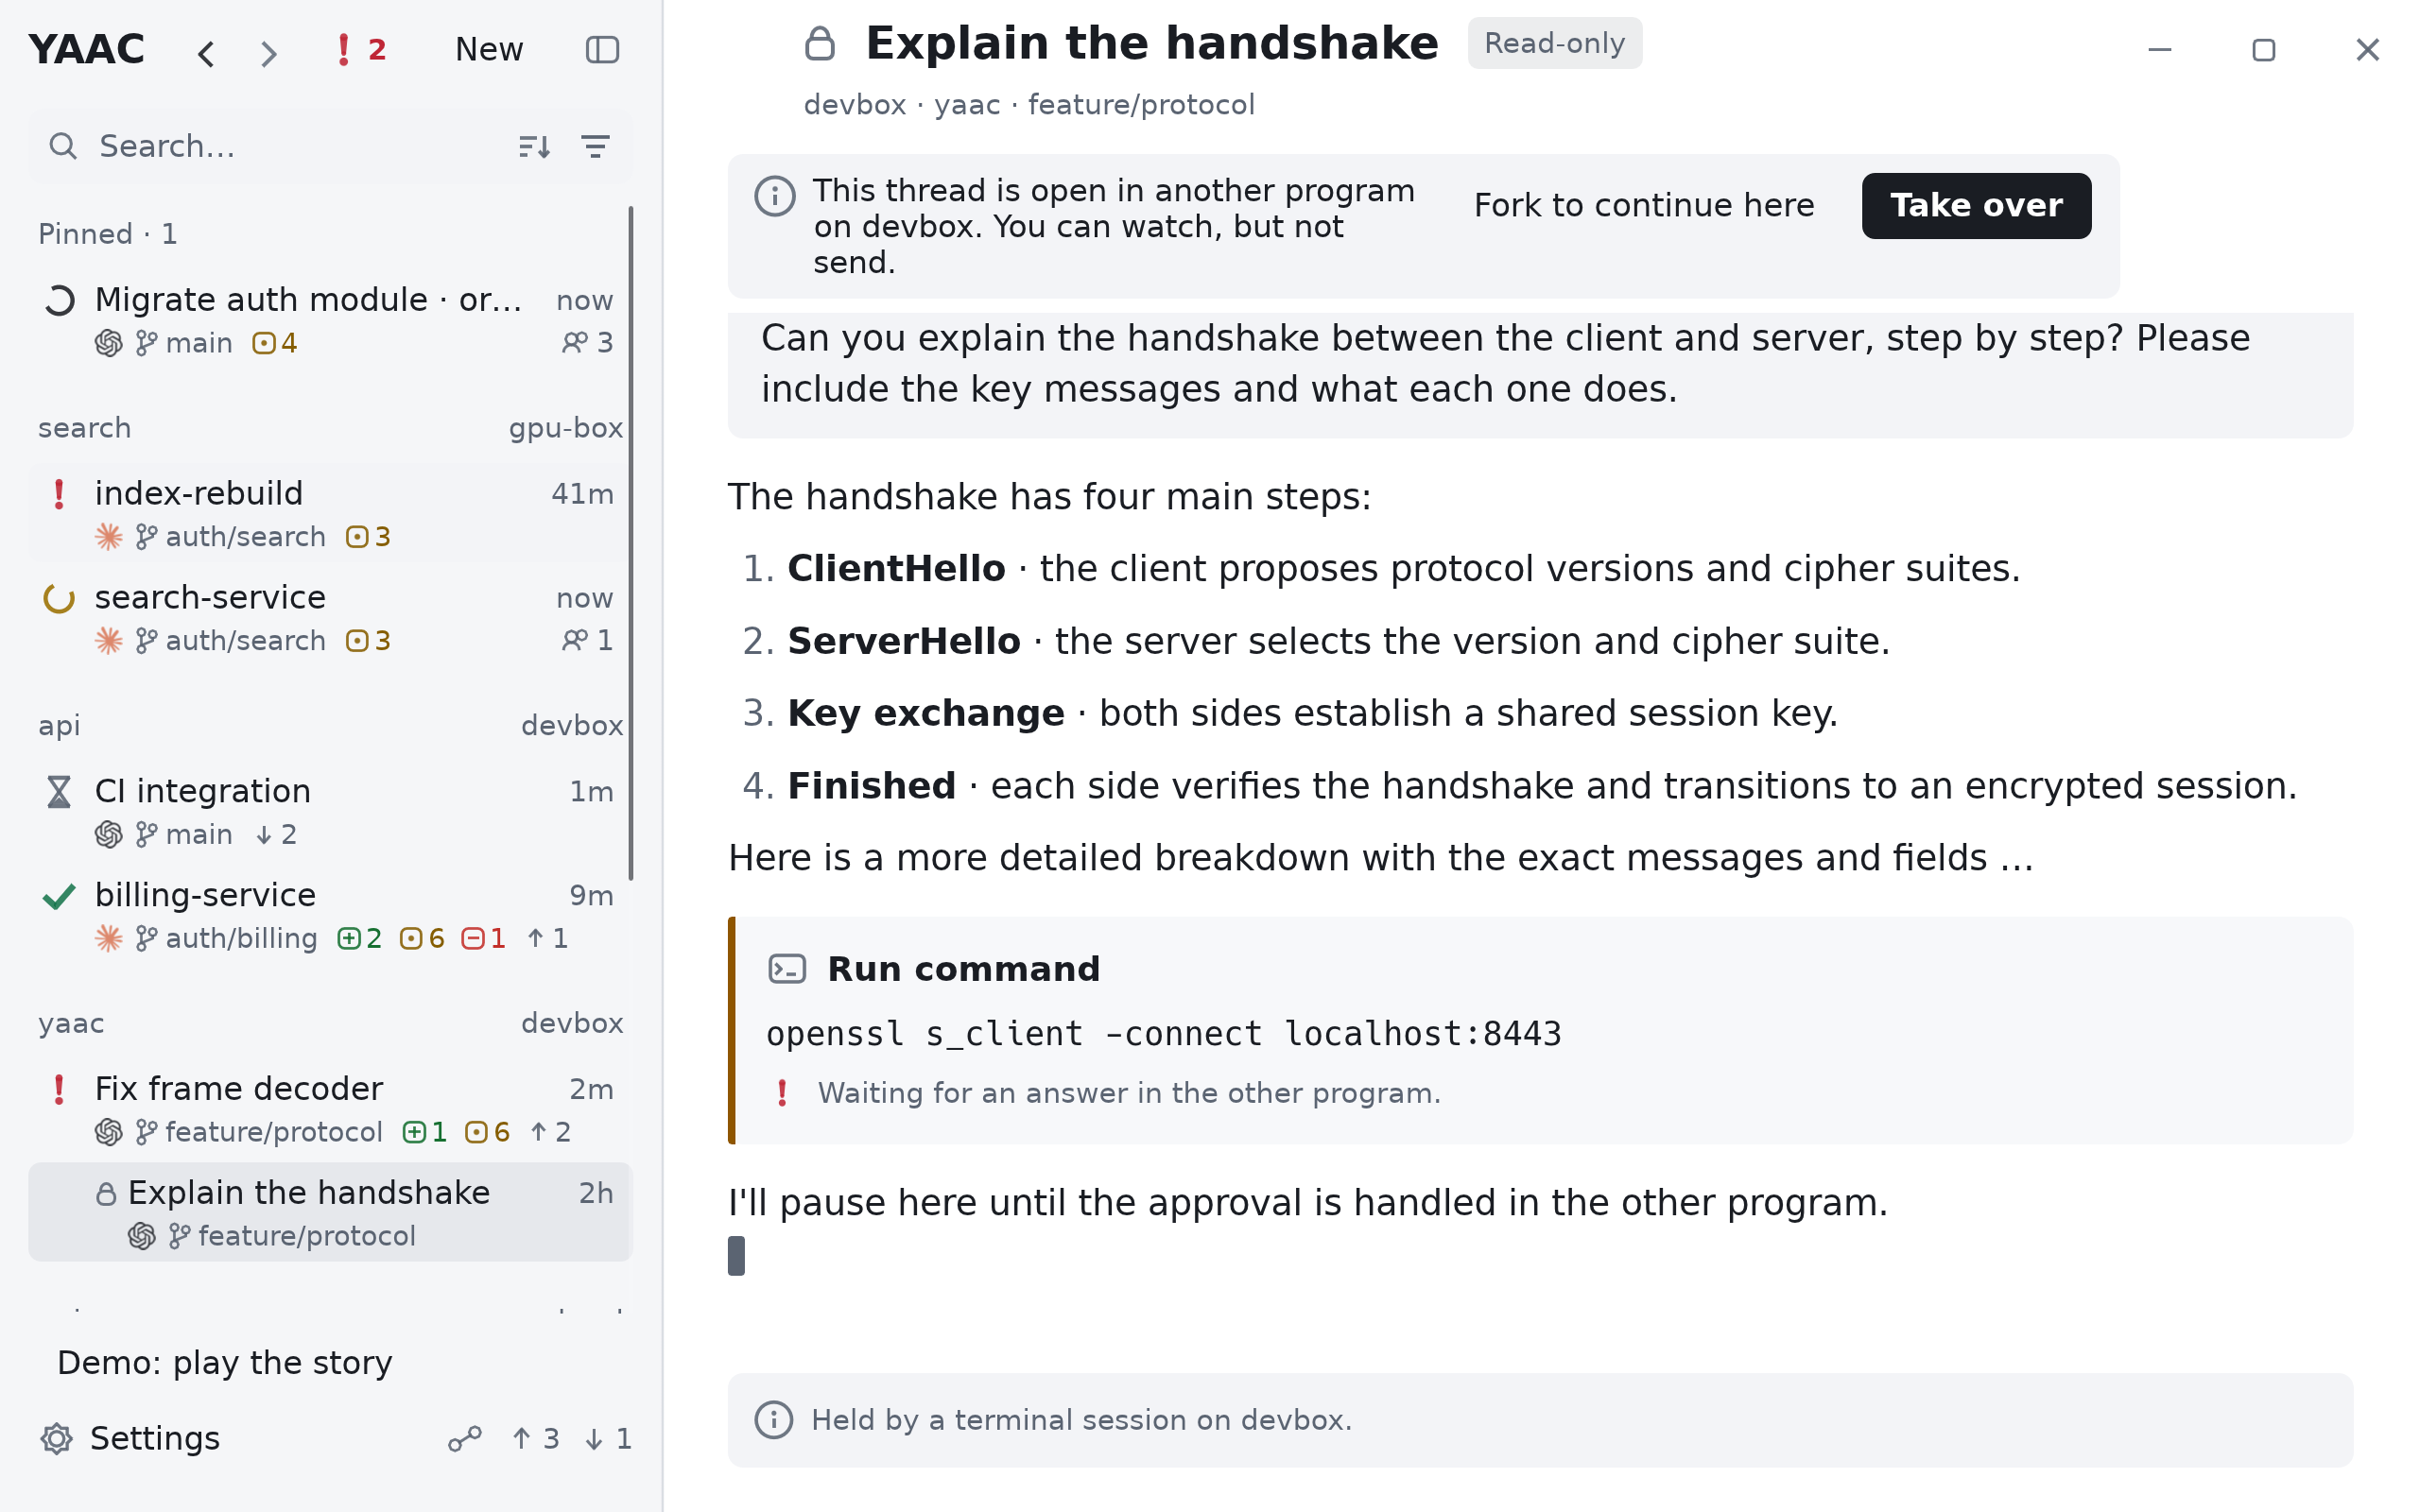 YAAC
2
New
Search…
Pinned · 1
Migrate auth module · or… now
main 4 3
search gpu-box
index-rebuild 41m
auth/search 3
search-service now
auth/search 3 1
api devbox
CI integration 1m
main ↓ 2
billing-service 9m
auth/billing 2 6 1 ↑ 1
yaac devbox
Fix frame decoder 2m
feature/protocol 1 6 ↑ 2
Explain the handshake 2h
feature/protocol
Demo: play the story
Settings ↑ 3 ↓ 1
Explain the handshake Read-only
devbox · yaac · feature/protocol
This thread is open in another program
on devbox. You can watch, but not
send.
Fork to continue here Take over
Can you explain the handshake between the client and server, step by step? Please
include the key messages and what each one does.
The handshake has four main steps:
1. ClientHello · the client proposes protocol versions and cipher suites.
2. ServerHello · the server selects the version and cipher suite.
3. Key exchange · both sides establish a shared session key.
4. Finished · each side verifies the handshake and transitions to an encrypted session.
Here is a more detailed breakdown with the exact messages and fields …
Run command
openssl s_client -connect localhost:8443
Waiting for an answer in the other program.
I'll pause here until the approval is handled in the other program.
Held by a terminal session on devbox.